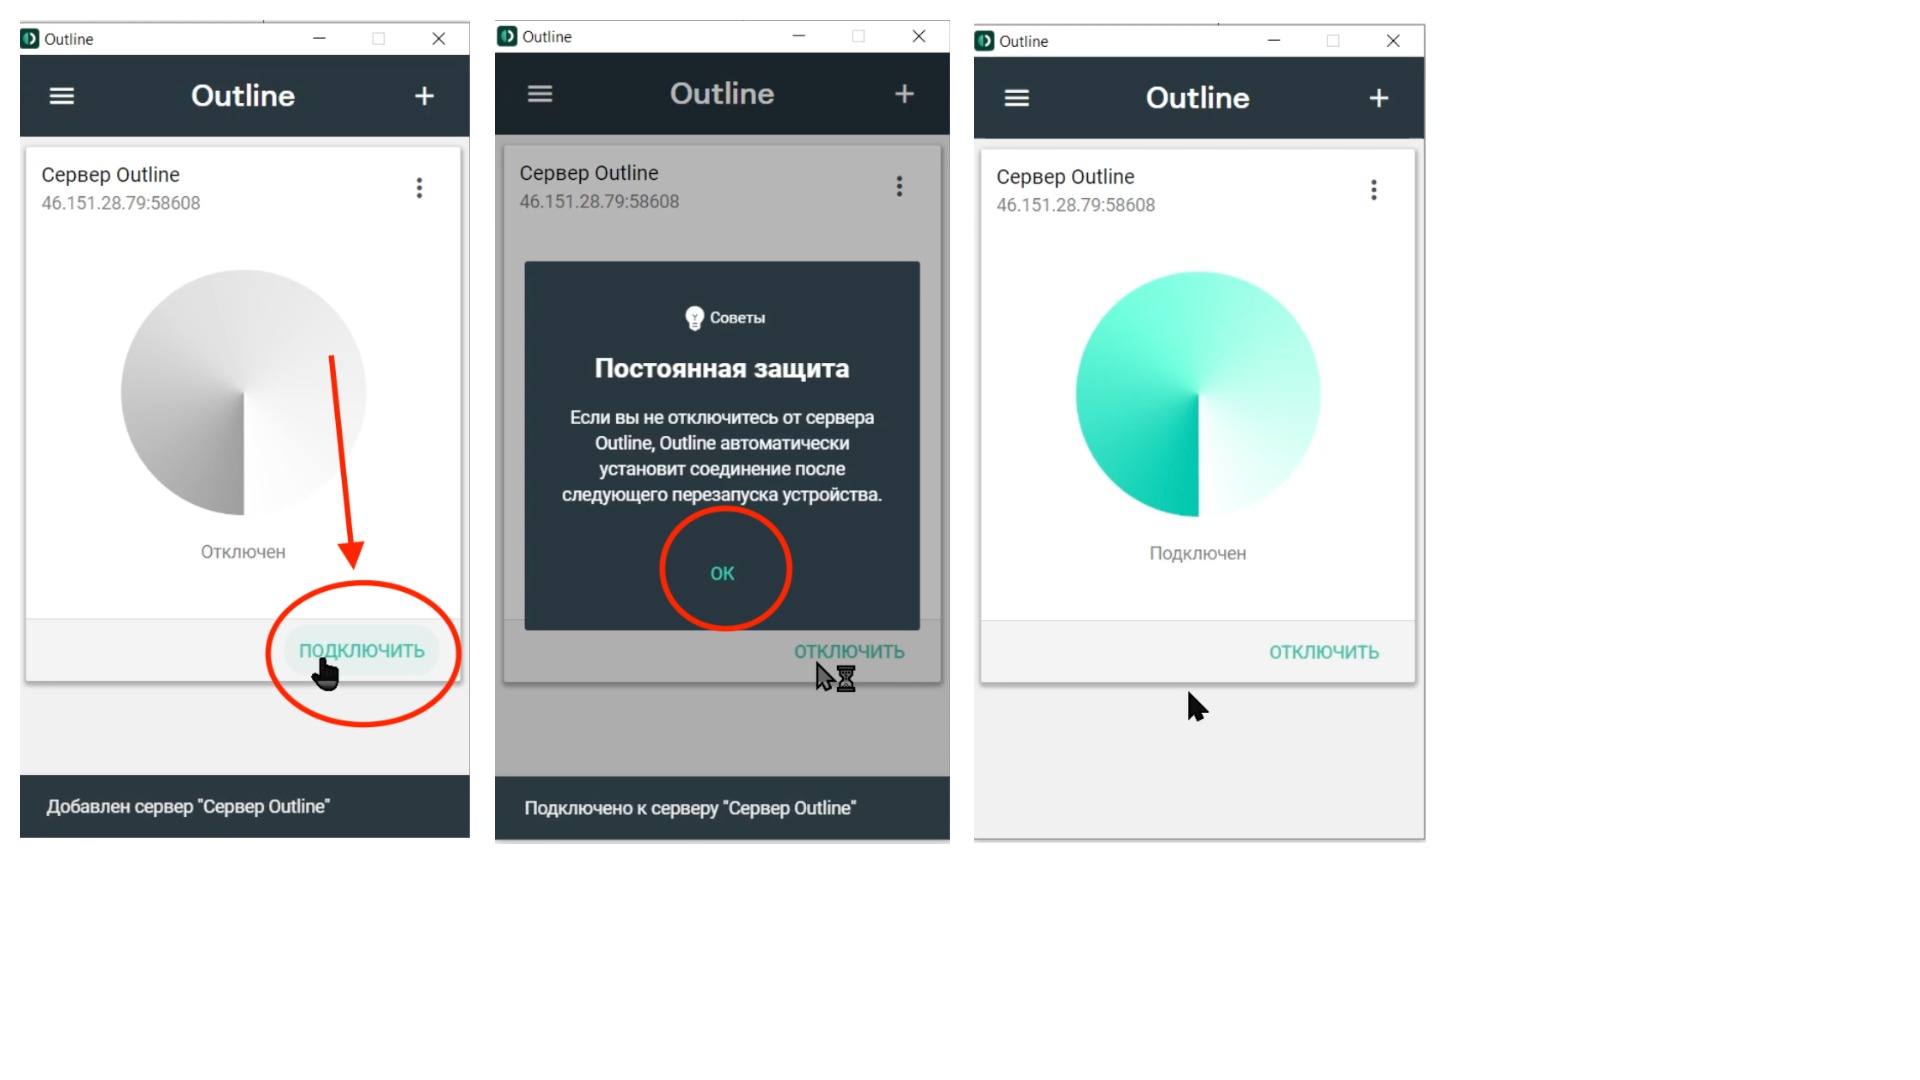 Outline
Outline
Сервер Outline
46.151.28.79:58608
Отключен
ПОДКЛЮЧИТЬ
Добавлен сервер "Сервер Outline"
Outline
Outline
Сервер Outline
46.151.28.79:58608
Советы
Постоянная защита
Если вы не отключитесь от сервера
Outline, Outline автоматически
установит соединение после
следующего перезапуска устройства.
ОК
ОТКЛЮЧИТЬ
Подключено к серверу "Сервер Outline"
Outline
Outline
Сервер Outline
46.151.28.79:58608
Подключен
ОТКЛЮЧИТЬ